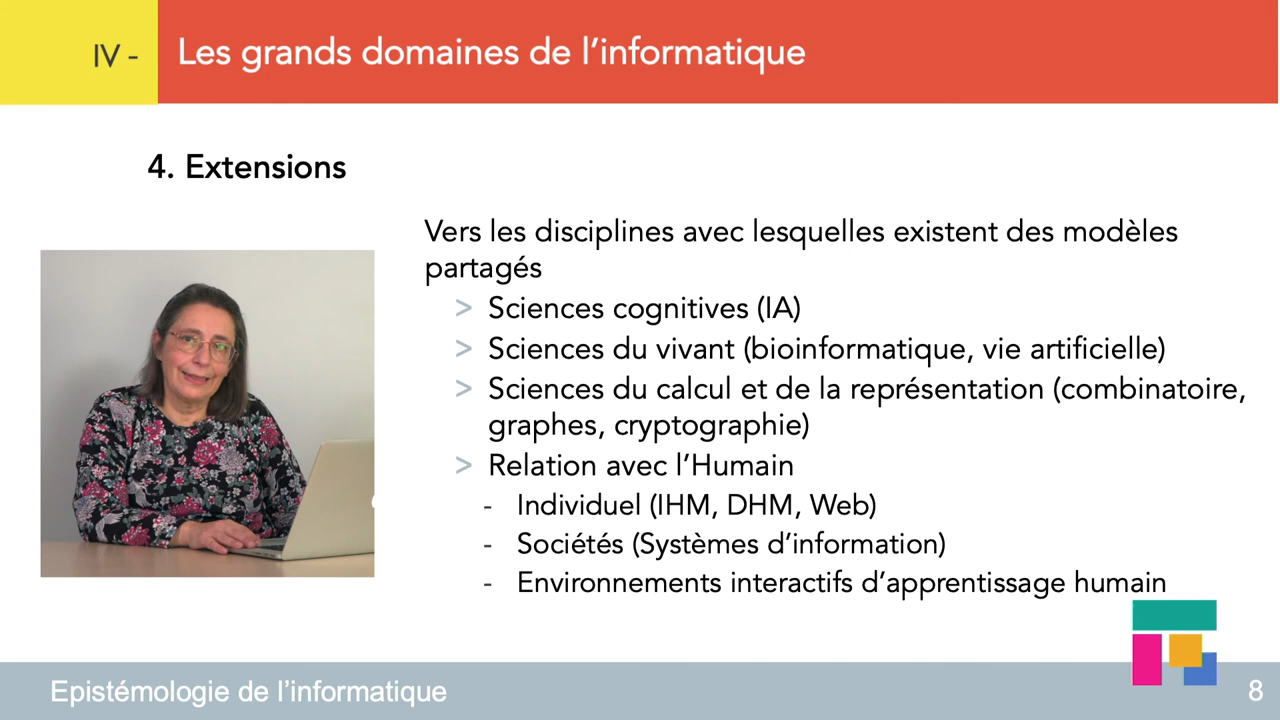 IV -
Les grands domaines de l’informatique
4. Extensions
Vers les disciplines avec lesquelles existent des modèles
partagés
> Sciences cognitives (IA)
> Sciences du vivant (bioinformatique, vie artificielle)
> Sciences du calcul et de la représentation (combinatoire,
graphes, cryptographie)
> Relation avec l’Humain
- Individuel (IHM, DHM, Web)
- Sociétés (Systèmes d’information)
- Environnements interactifs d’apprentissage humain
Epistémologie de l’informatique
8